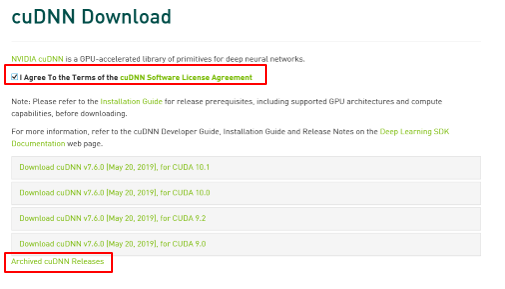 cuDNN Download
NVIDIA cuDNN is a GPU-accelerated library of primitives for deep neural networks.
I Agree To the Terms of the cuDNN Software License Agreement
Note: Please refer to the Installation Guide for release prerequisites, including supported GPU architectures and compute
capabilities, before downloading.
For more information, refer to the cuDNN Developer Guide, Installation Guide and Release Notes on the Deep Learning SDK
Documentation web page.
Download cuDNN v7.6.0 [May 20, 2019], for CUDA 10.1
Download cuDNN v7.6.0 [May 20, 2019], for CUDA 10.0
Download cuDNN v7.6.0 [May 20, 2019], for CUDA 9.2
Download cuDNN v7.6.0 [May 20, 2019], for CUDA 9.0
Archived cuDNN Releases